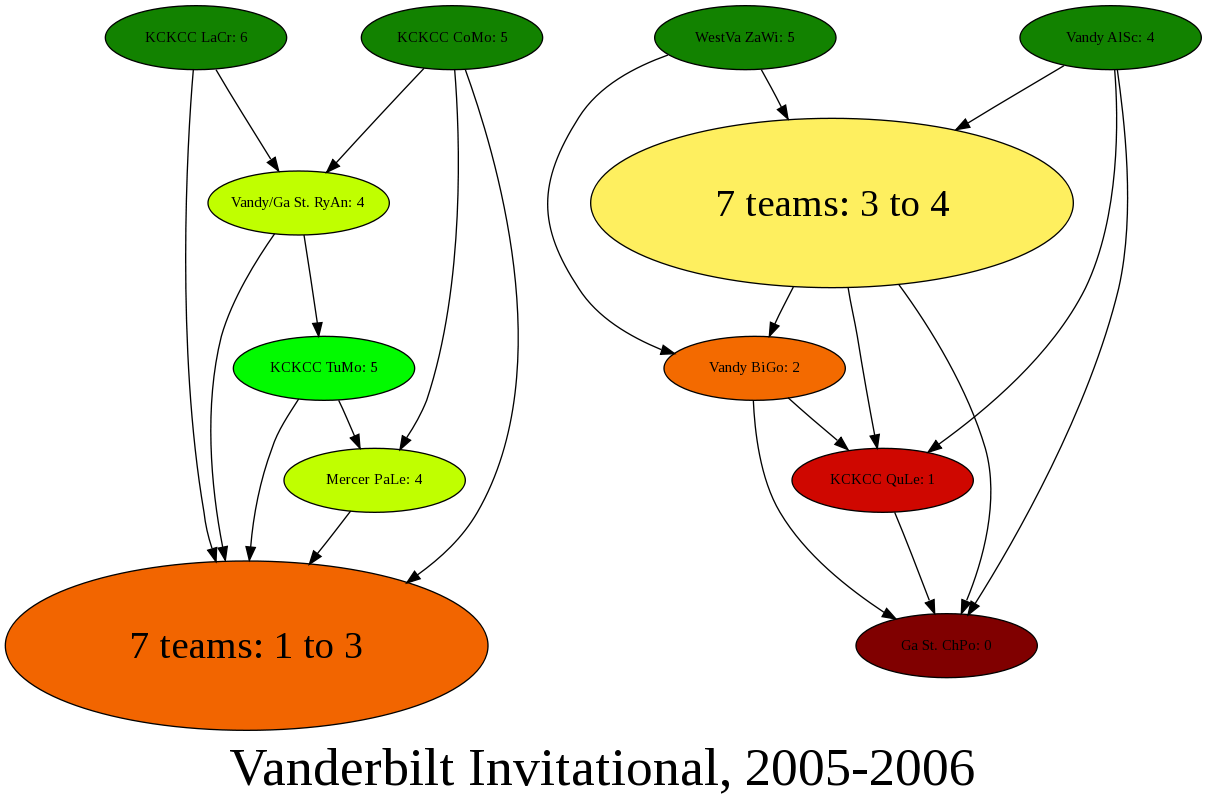 KCKCC LaCr: 6
KCKCC CoMo: 5
WestVa ZaWi: 5
Vandy AlSc: 4
Vandy/Ga St. RyAn: 4
7 teams: 3 to 4
KCKCC TuMo: 5
Vandy BiGo: 2
Mercer PaLe: 4
KCKCC QuLe: 1
7 teams: 1 to 3
Ga St. ChPo: 0
Vanderbilt Invitational, 2005-2006